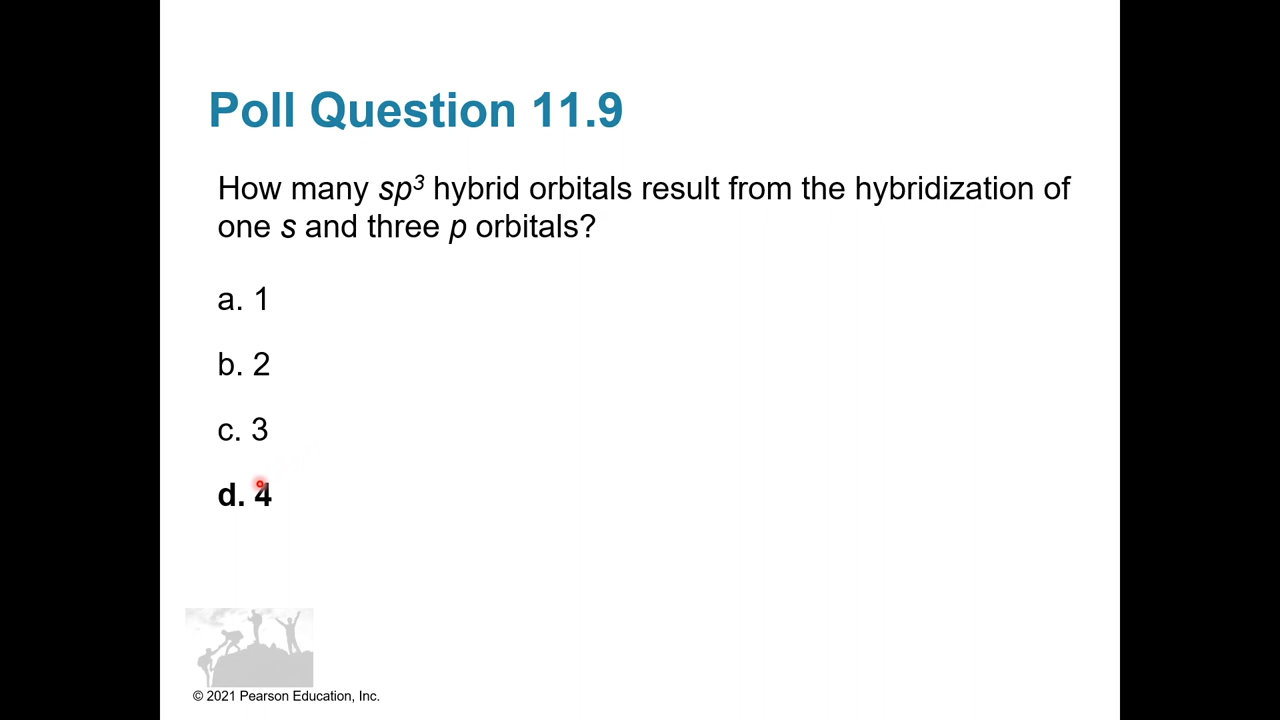 Poll Question 11.9
How many sp³ hybrid orbitals result from the hybridization of
one s and three p orbitals?
a. 1
b. 2
c. 3
d. 4
© 2021 Pearson Education, Inc.